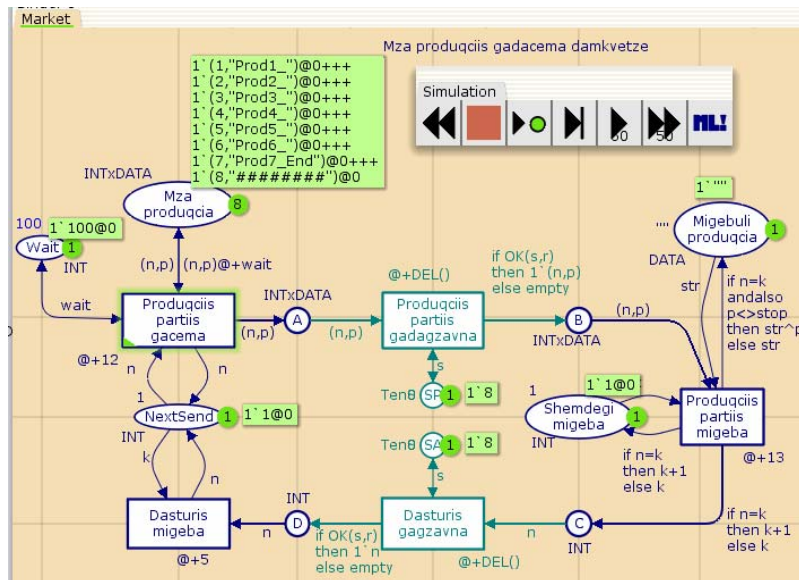 Market
Mza produqciis gadacema damkvetze
1`(1,"Prod1_")@0+++
1`(2,"Prod2_")@0+++
1`(3,"Prod3_")@0+++
1`(4,"Prod4_")@0+++
1`(5,"Prod5_")@0+++
1`(6,"Prod6_")@0+++
1`(7,"Prod7_End")@0+++
1`(8,"########")@0
Simulation
50
50
ML!
INTxDATA
Mza
produqcia
8
100
1`100@0
Wait
1
INT
wait
(n,p)
(n,p)@+wait
1`""
""
Migebuli
produqcia
1
DATA
str
if n=k
andalso
p<>stop
then str^p
else str
@+DEL()
if OK(s,r)
then 1`(n,p)
else empty
Produqciis
partiis
gacema
@+12
INTxDATA
A
(n,p)
(n,p)
Produqciis
partiis
gadagzavna
B
INTxDATA
(n,p)
n
n
s
1
NextSend
1
1`1@0
INT
Ten0
SP
1
1`8
1
1`1@0
Shemdegi
migeba
1
INT
Produqciis
partiis
migeba
@+13
if n=k
then k+1
else k
Ten0
SA
1
1`8
k
n
s
Dasturis
migeba
@+5
INT
D
n
if OK(s,r)
then 1`n
else empty
Dasturis
gagzavna
@+DEL()
n
C
INT
if n=k
then k+1
else k